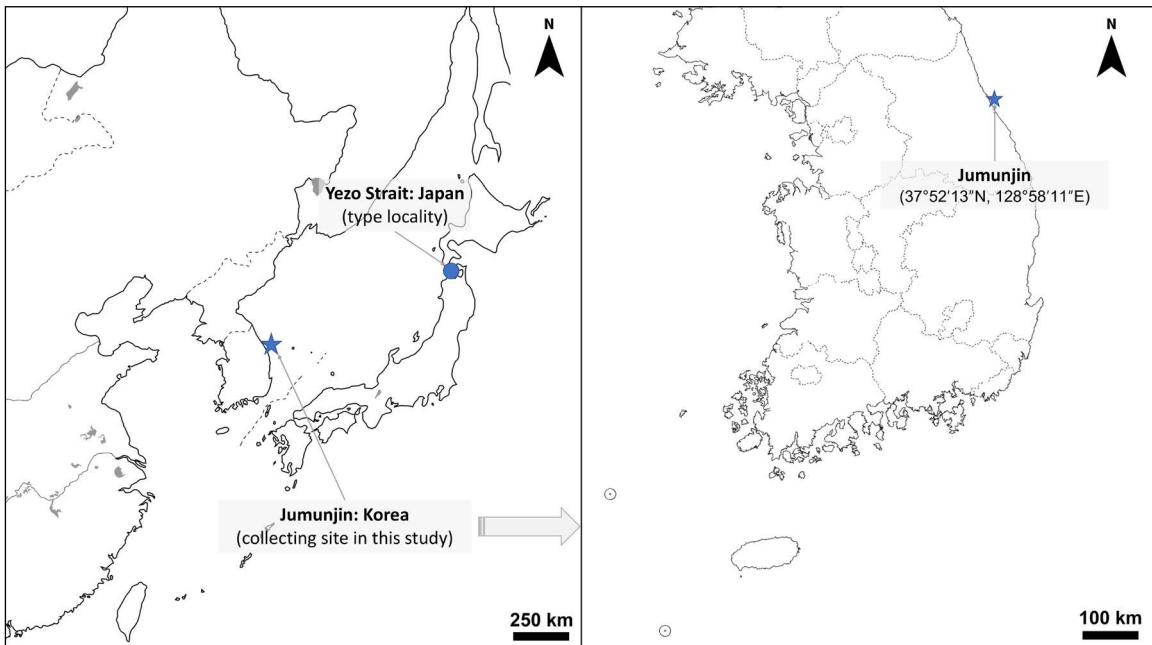 N
Yezo Strait: Japan
(type locality)
Jumunjin: Korea
(collecting site in this study)
250 km
N
Jumunjin
(37°52′13″N, 128°58′11″E)
100 km